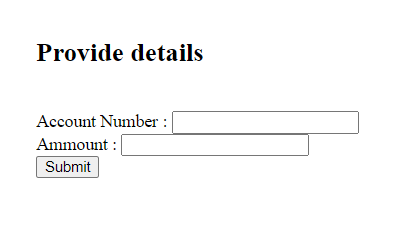 Provide details
Account Number :
Ammount :
Submit